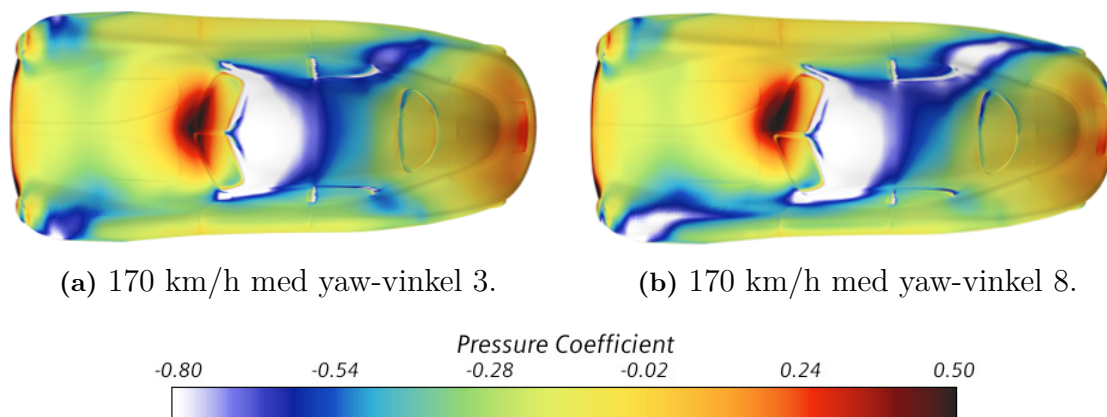 (a) 170 km/h med yaw-vinkel 3.
(b) 170 km/h med yaw-vinkel 8.
Pressure Coefficient
-0.80 -0.54 -0.28 -0.02 0.24 0.50